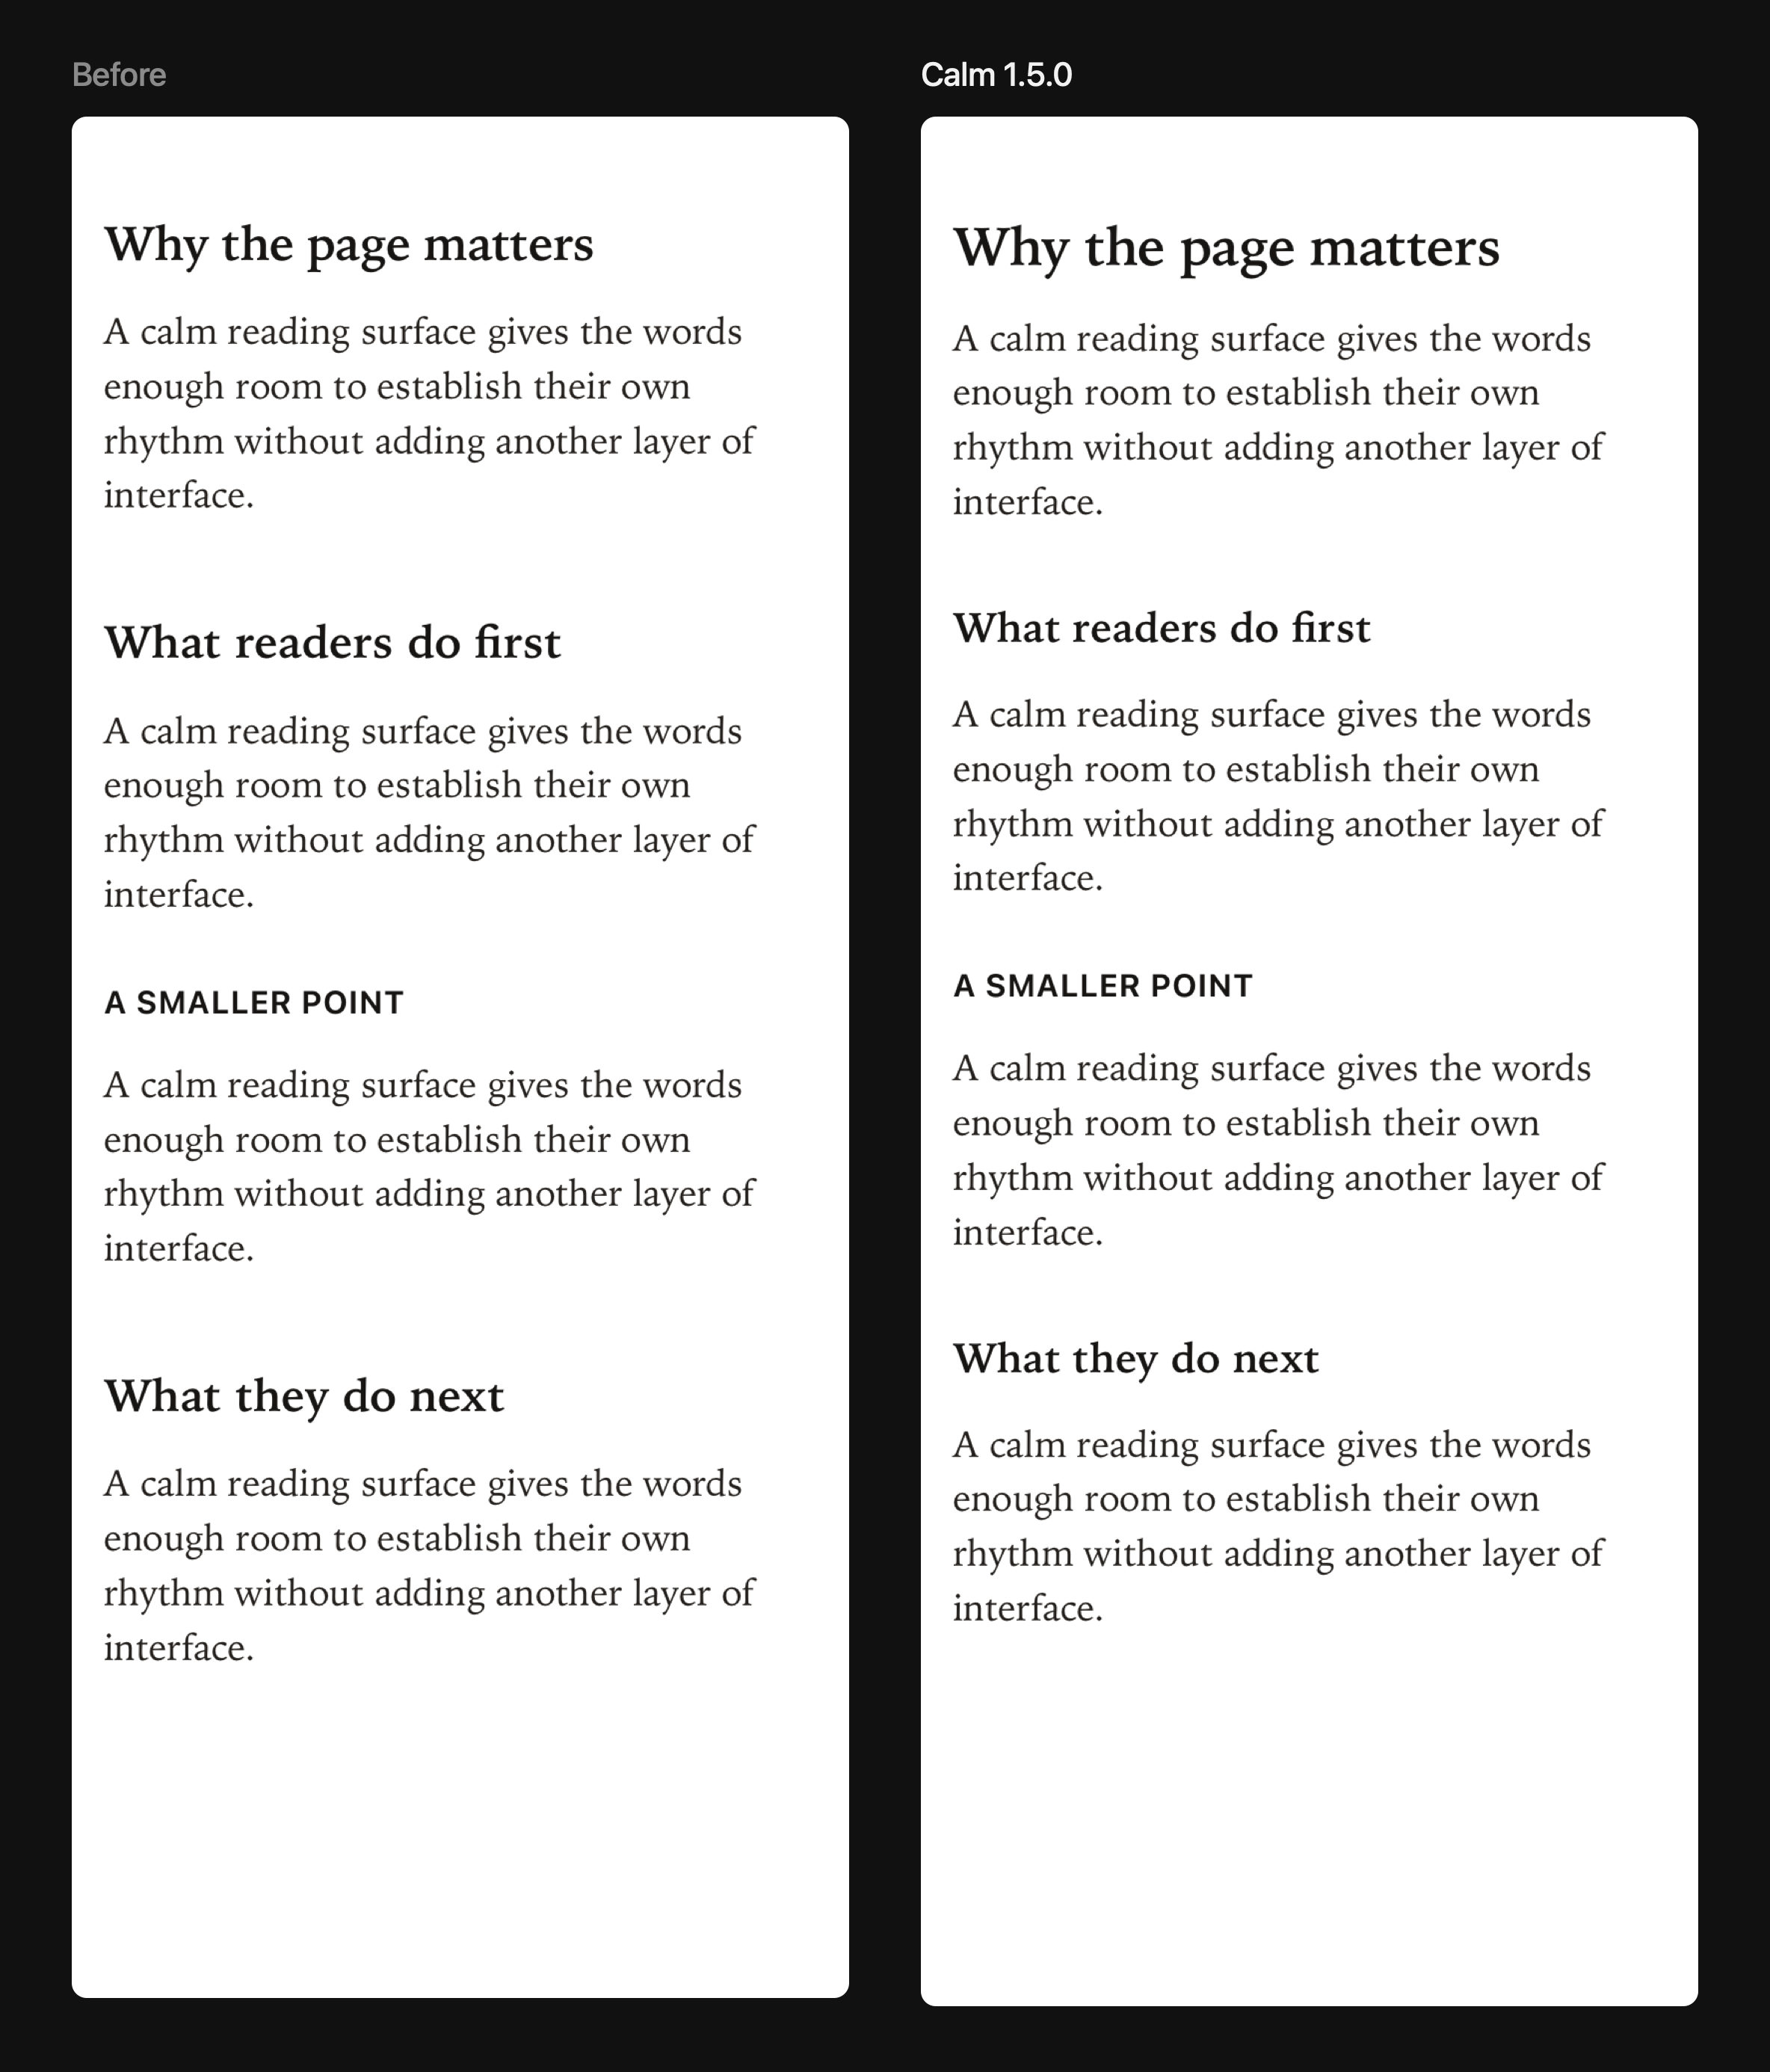 Before
Why the page matters
A calm reading surface gives the words
enough room to establish their own
rhythm without adding another layer of
interface.
What readers do first
A calm reading surface gives the words
enough room to establish their own
rhythm without adding another layer of
interface.
A SMALLER POINT
A calm reading surface gives the words
enough room to establish their own
rhythm without adding another layer of
interface.
What they do next
A calm reading surface gives the words
enough room to establish their own
rhythm without adding another layer of
interface.
Calm 1.5.0
Why the page matters
A calm reading surface gives the words
enough room to establish their own
rhythm without adding another layer of
interface.
What readers do first
A calm reading surface gives the words
enough room to establish their own
rhythm without adding another layer of
interface.
A SMALLER POINT
A calm reading surface gives the words
enough room to establish their own
rhythm without adding another layer of
interface.
What they do next
A calm reading surface gives the words
enough room to establish their own
rhythm without adding another layer of
interface.